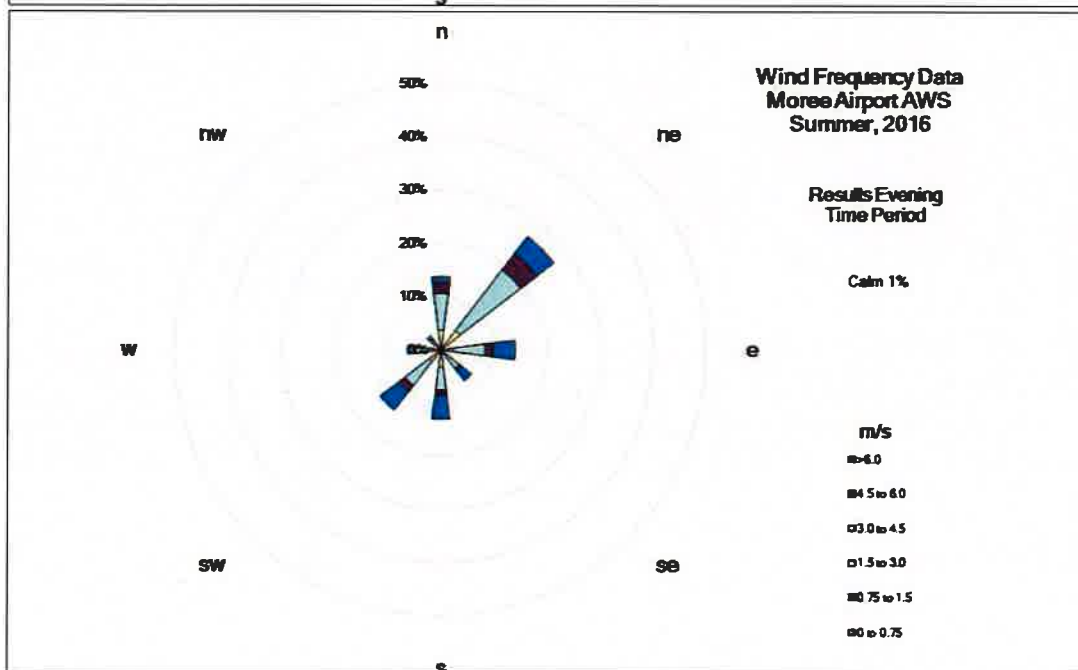 n
50%
Wind Frequency Data
Moree Airport AWS
Summer, 2016
nw
40%
ne
30%
Results Evening
Time Period
20%
Calm 1%
10%
w
e
m/s
>6.0
4.5 to 6.0
3.0 to 4.5
sw
se
1.5 to 3.0
0.75 to 1.5
0 to 0.75
s